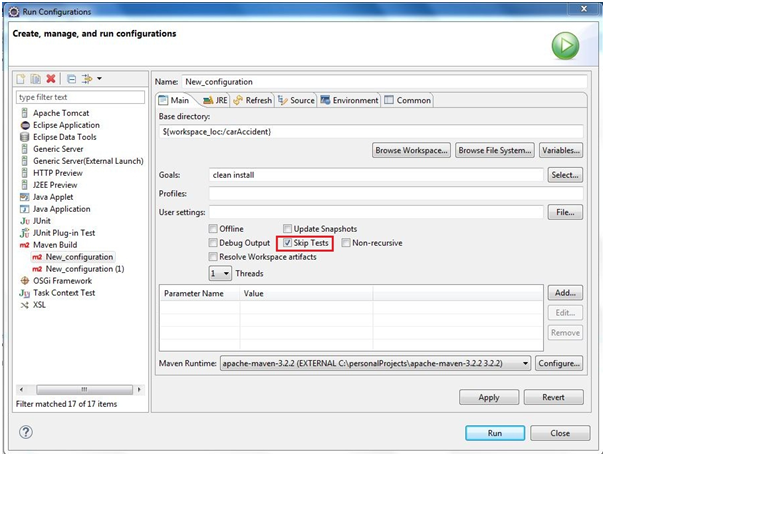 Run Configurations
Create, manage, and run configurations
type filter text
Apache Tomcat
Eclipse Application
Eclipse Data Tools
Generic Server
Generic Server(External Launch)
HTTP Preview
J2EE Preview
Java Applet
Java Application
Ju JUnit
JUnit Plug-in Test
m2 Maven Build
m2 New_configuration
m2 New_configuration (1)
OSGi Framework
Ju Task Context Test
XSL
Filter matched 17 of 17 items
Name: New_configuration
Main JRE Refresh Source Environment Common
Base directory:
${workspace_loc:/carAccident}
Browse Workspace... Browse File System... Variables...
Goals: clean install Select...
Profiles:
User settings: File...
Offline Update Snapshots
Debug Output Skip Tests Non-recursive
Resolve Workspace artifacts
1 Threads
Parameter Name Value Add...
Edit...
Remove
Maven Runtime: apache-maven-3.2.2 (EXTERNAL C:\personalProjects\apache-maven-3.2.2 3.2.2) Configure...
Apply Revert
? Run Close